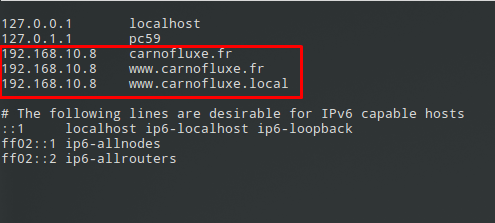 127.0.0.1 localhost
127.0.1.1 pc59
192.168.10.8 carnofluxe.fr
192.168.10.8 www.carnofluxe.fr
192.168.10.8 www.carnofluxe.local
# The following lines are desirable for IPv6 capable hosts
::1 localhost ip6-localhost ip6-loopback
ff02::1 ip6-allnodes
ff02::2 ip6-allrouters